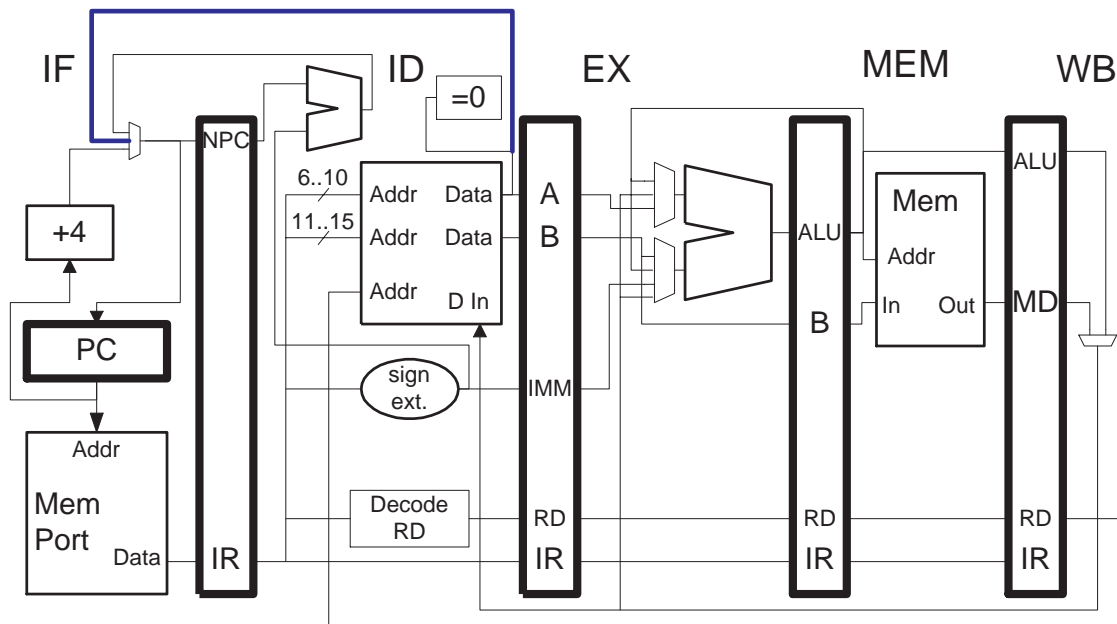 IF
ID
EX
MEM
WB
=0
NPC
6..10
Addr
Data
A
ALU
Mem
11..15
Addr
Data
B
ALU
+4
Addr
Addr
D In
In
Out
MD
B
PC
sign
ext.
IMM
Addr
Mem
Port
Data
Decode
RD
RD
RD
RD
IR
IR
IR
IR